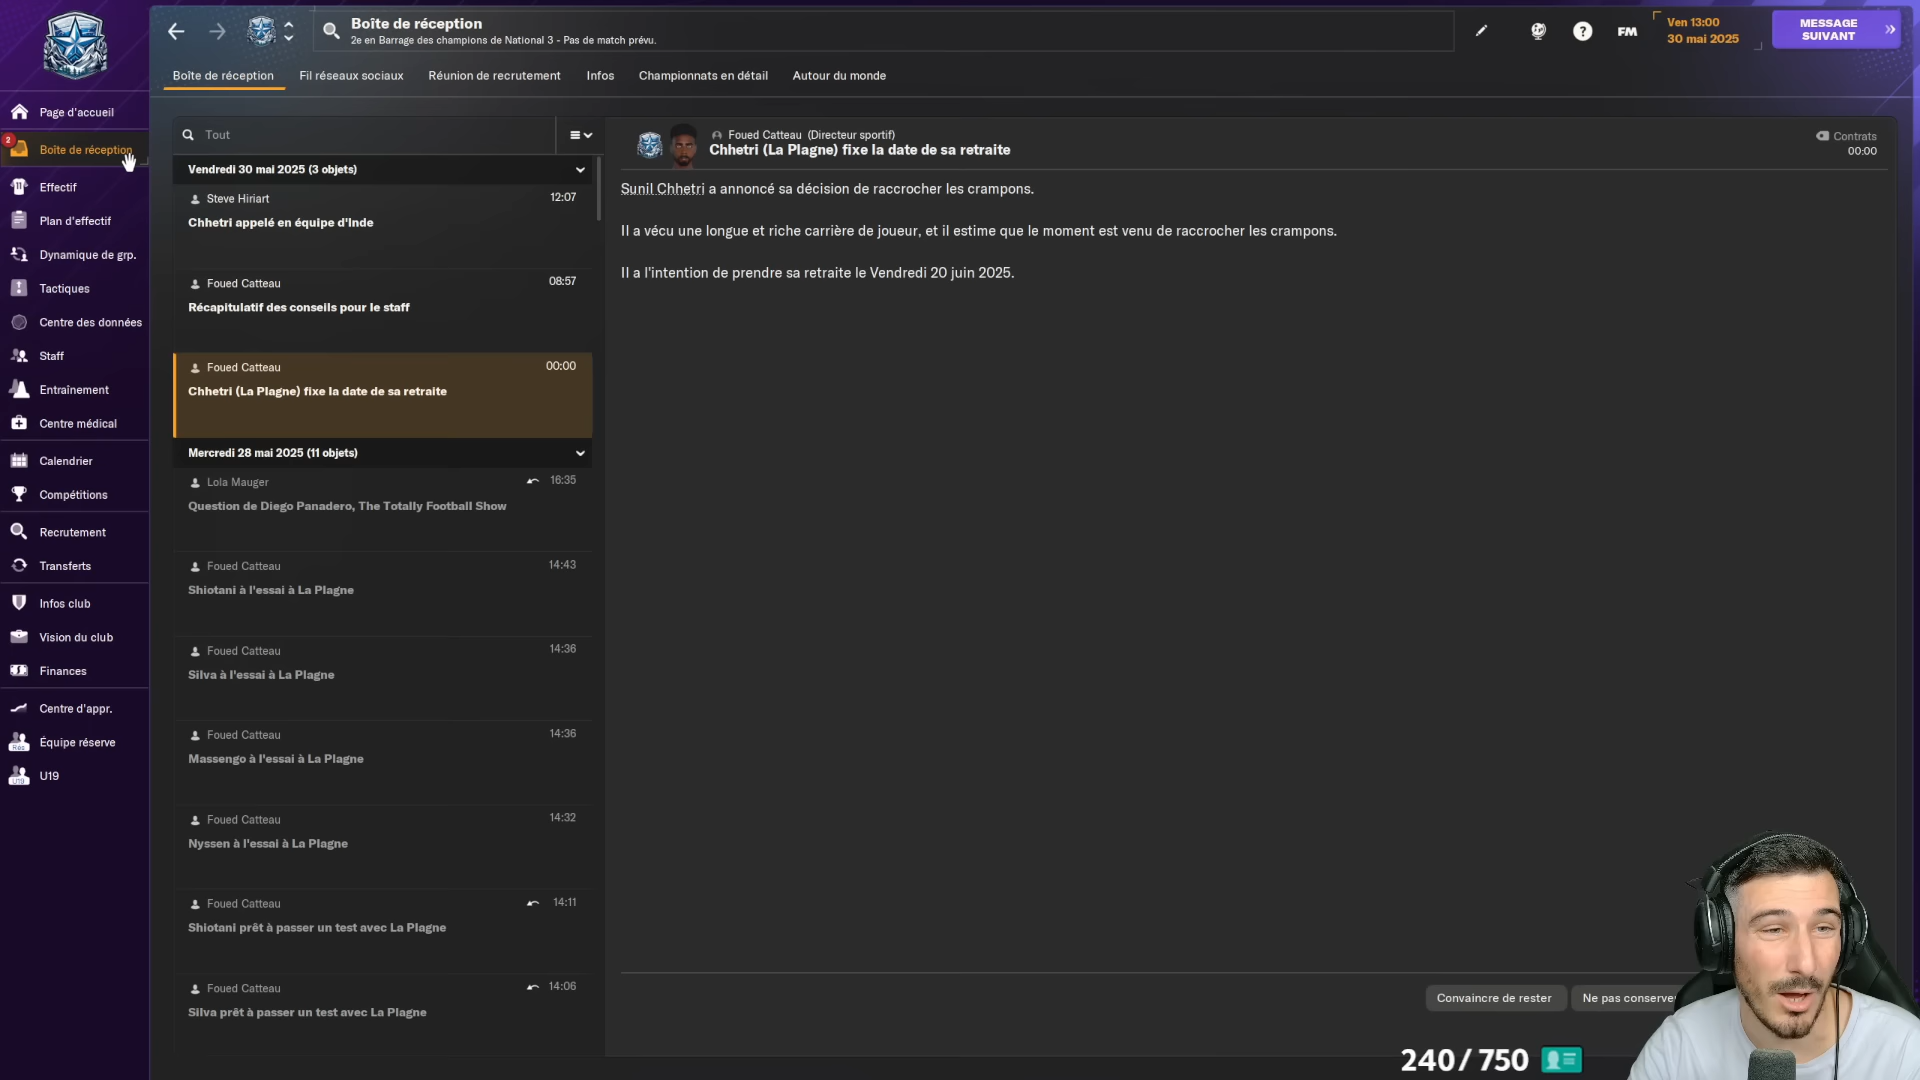 Boîte de réception
2e en Barrage des champions de National 3 - Pas de match prévu.
FM
Ven 13:00
30 mai 2025
MESSAGE
SUIVANT
Boîte de réception
Fil réseaux sociaux
Réunion de recrutement
Infos
Championnats en détail
Autour du monde
Page d'accueil
2
Boîte de réception
Effectif
Plan d'effectif
Dynamique de grp.
Tactiques
Centre des données
Staff
Entraînement
Centre médical
Calendrier
Compétitions
Recrutement
Transferts
Infos club
Vision du club
Finances
Centre d'appr.
Équipe réserve
U19
Tout
Vendredi 30 mai 2025 (3 objets)
Steve Hiriart 12:07
Chhetri appelé en équipe d'Inde
Foued Catteau 08:57
Récapitulatif des conseils pour le staff
Foued Catteau 00:00
Chhetri (La Plagne) fixe la date de sa retraite
Mercredi 28 mai 2025 (11 objets)
Lola Mauger 16:35
Question de Diego Panadero, The Totally Football Show
Foued Catteau 14:43
Shiotani à l'essai à La Plagne
Foued Catteau 14:36
Silva à l'essai à La Plagne
Foued Catteau 14:36
Massengo à l'essai à La Plagne
Foued Catteau 14:32
Nyssen à l'essai à La Plagne
Foued Catteau 14:11
Shiotani prêt à passer un test avec La Plagne
Foued Catteau 14:06
Silva prêt à passer un test avec La Plagne
Foued Catteau (Directeur sportif)
Chhetri (La Plagne) fixe la date de sa retraite
Contrats
00:00
Sunil Chhetri a annoncé sa décision de raccrocher les crampons.
Il a vécu une longue et riche carrière de joueur, et il estime que le moment est venu de raccrocher les crampons.
Il a l'intention de prendre sa retraite le Vendredi 20 juin 2025.
Convaincre de rester
Ne pas conserve
240/750